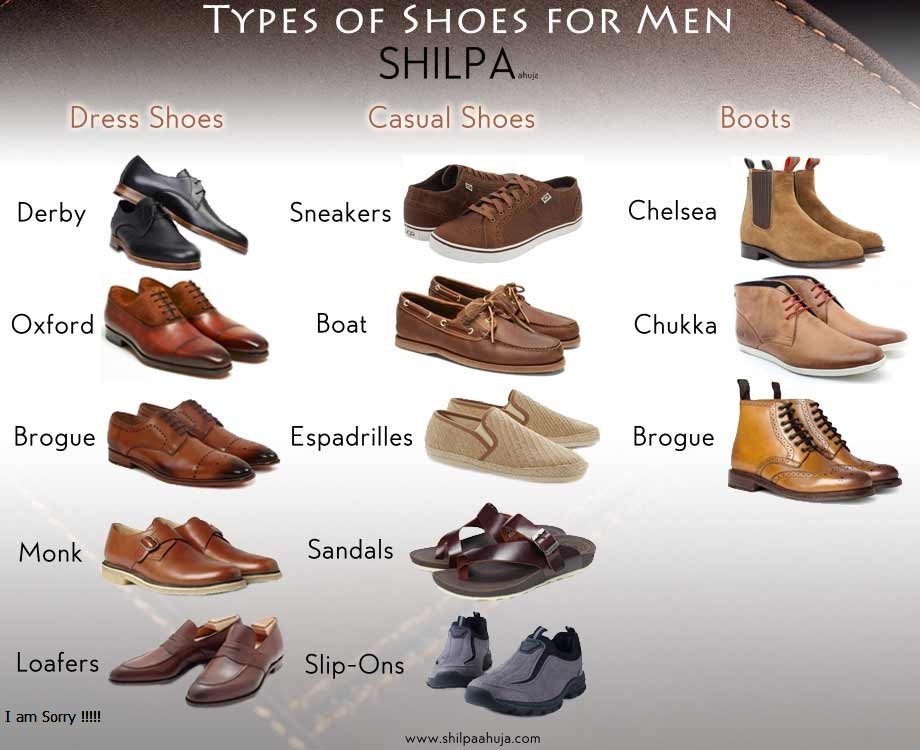 Types of Shoes for Men
SHILPA ahuja
Dress Shoes
Derby
Oxford
Brogue
Monk
Loafers
Casual Shoes
Sneakers
Boat
Espadrilles
Sandals
Slip-Ons
Boots
Chelsea
Chukka
Brogue
I am Sorry !!!!!
www.shilpaahuja.com